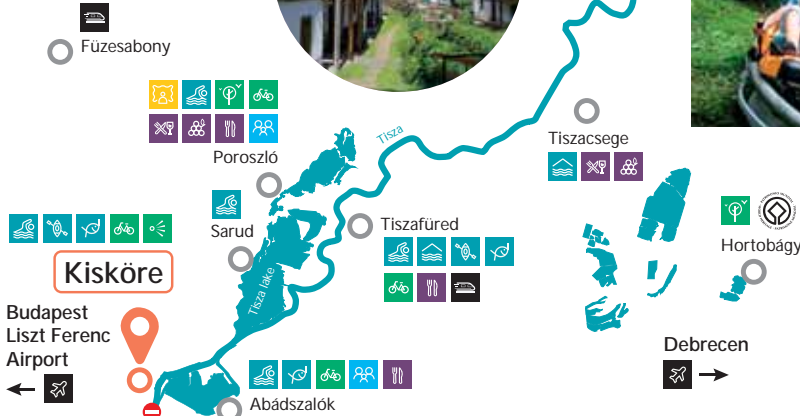 Füzesabony
Poroszló
Tisza
Tiszacsege
Sarud
Tiszafüred
Hortobágy
Kisköre
Tisza lake
Budapest
Liszt Ferenc
Airport
Debrecen
Abádszalók